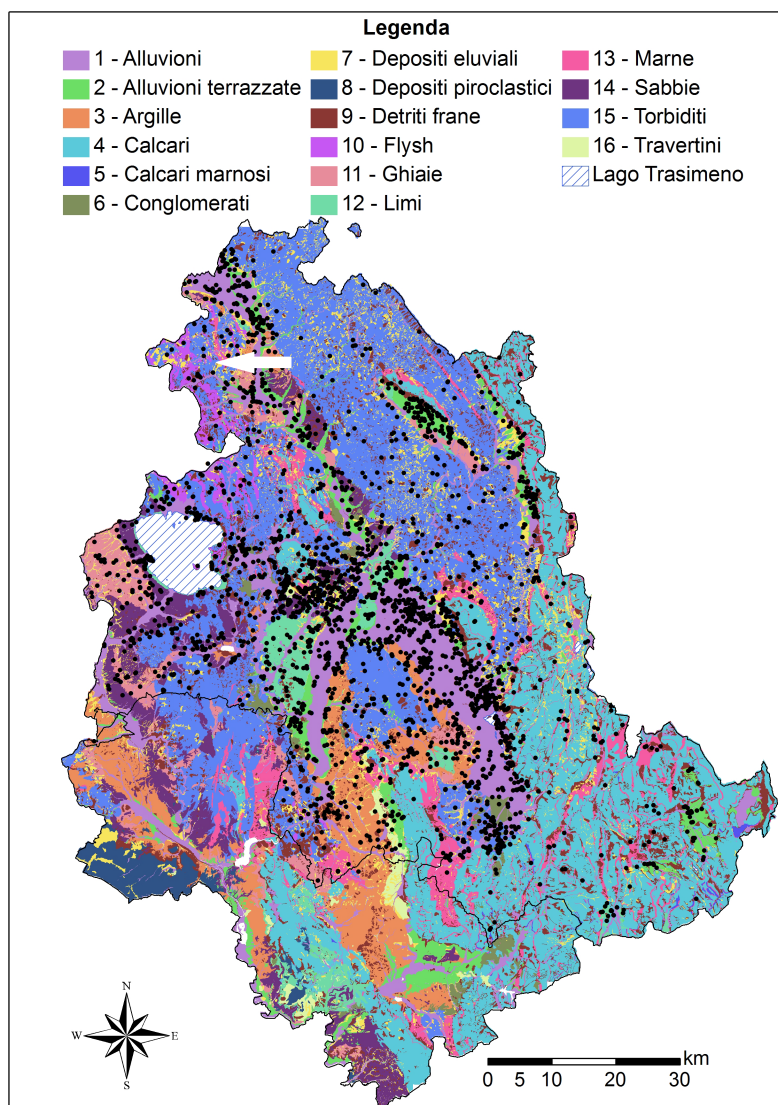 Legenda
1 - Alluvioni
2 - Alluvioni terrazzate
3 - Argille
4 - Calcari
5 - Calcari marnosi
6 - Conglomerati
7 - Depositi eluviali
8 - Depositi piroclastici
9 - Detriti frane
10 - Flysh
11 - Ghiaie
12 - Limi
13 - Marne
14 - Sabbie
15 - Torbiditi
16 - Travertini
Lago Trasimeno
N
W
E
S
km
0 5 10 20 30